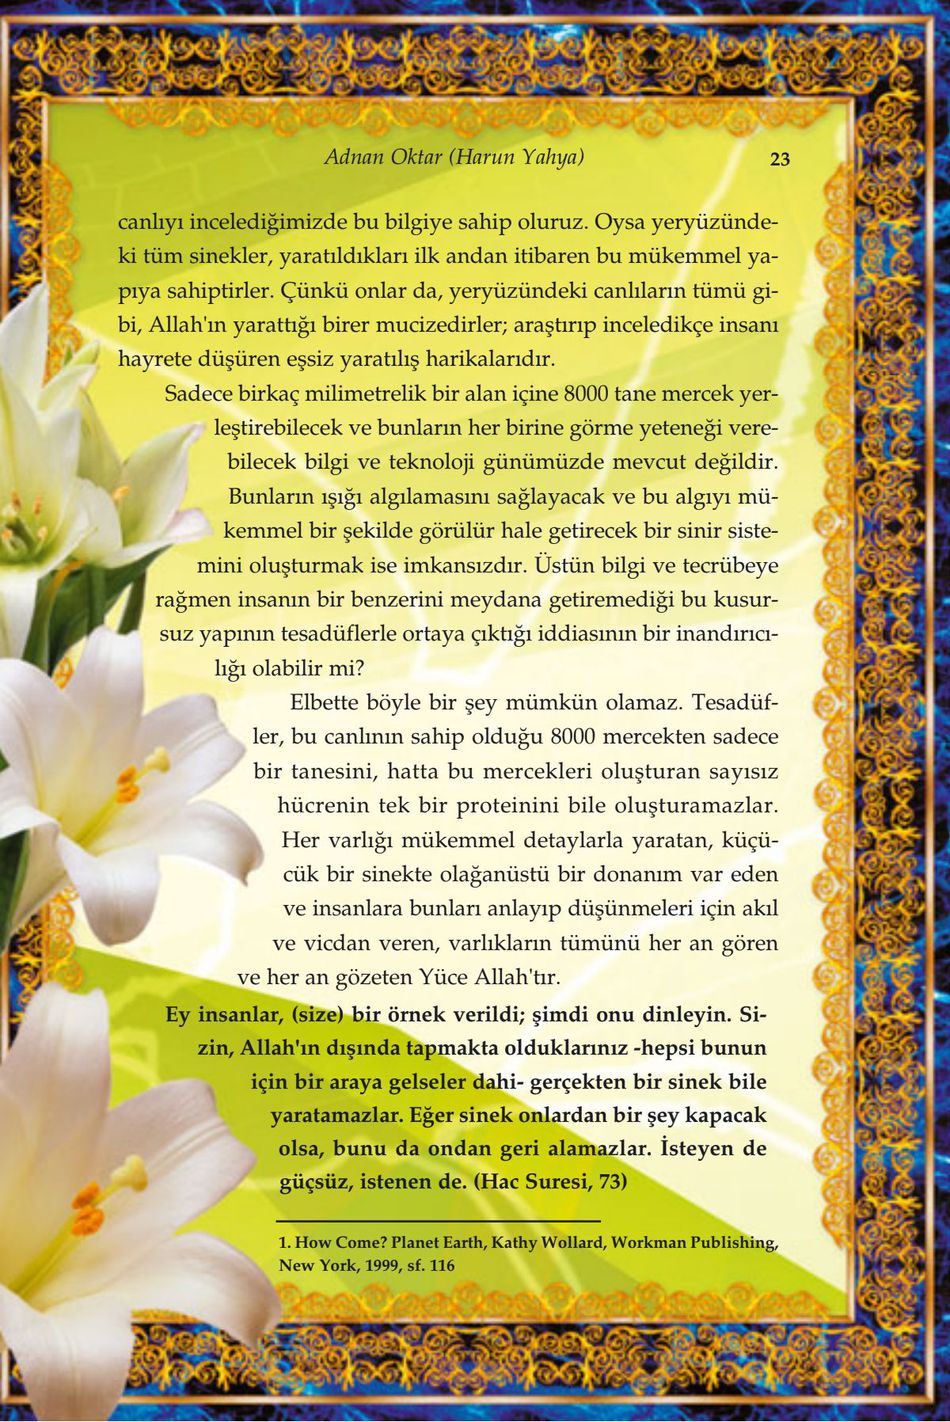 Adnan Oktar (Harun Yahya) 23
canlıyı incelediğimizde bu bilgiye sahip oluruz. Oysa yeryüzünde-
ki tüm sinekler, yaratıldıkları ilk andan itibaren bu mükemmel ya-
pıya sahiptirler. Çünkü onlar da, yeryüzündeki canlıların tümü gi-
bi, Allah'ın yarattığı birer mucizedirler; araştırıp inceledikçe insanı
hayrete düşüren eşsiz yaratılış harikalarıdır.
Sadece birkaç milimetrelik bir alan içine 8000 tane mercek yer-
leştirebilecek ve bunların her birine görme yeteneği vere-
bilecek bilgi ve teknoloji günümüzde mevcut değildir.
Bunların ışığı algılamasını sağlayacak ve bu algıyı mü-
kemmel bir şekilde görülür hale getirecek bir sinir siste-
mini oluşturmak ise imkansızdır. Üstün bilgi ve tecrübeye
rağmen insanın bir benzerini meydana getiremediği bu kusur-
suz yapının tesadüflerle ortaya çıktığı iddiasının bir inandırıcı-
lığı olabilir mi?
Elbette böyle bir şey mümkün olamaz. Tesadüf-
ler, bu canlının sahip olduğu 8000 mercekten sadece
bir tanesini, hatta bu mercekleri oluşturan sayısız
hücrenin tek bir proteinini bile oluşturamazlar.
Her varlığı mükemmel detaylarla yaratan, küçü-
cük bir sinekte olağanüstü bir donanım var eden
ve insanlara bunları anlayıp düşünmeleri için akıl
ve vicdan veren, varlıkların tümünü her an gören
ve her an gözeten Yüce Allah'tır.
Ey insanlar, (size) bir örnek verildi; şimdi onu dinleyin. Si-
zin, Allah'ın dışında tapmakta olduklarınız -hepsi bunun
için bir araya gelseler dahi- gerçekten bir sinek bile
yaratamazlar. Eğer sinek onlardan bir şey kapacak
olsa, bunu da ondan geri alamazlar. İsteyen de
güçsüz, istenen de. (Hac Suresi, 73)
1. How Come? Planet Earth, Kathy Wollard, Workman Publishing,
New York, 1999, sf. 116